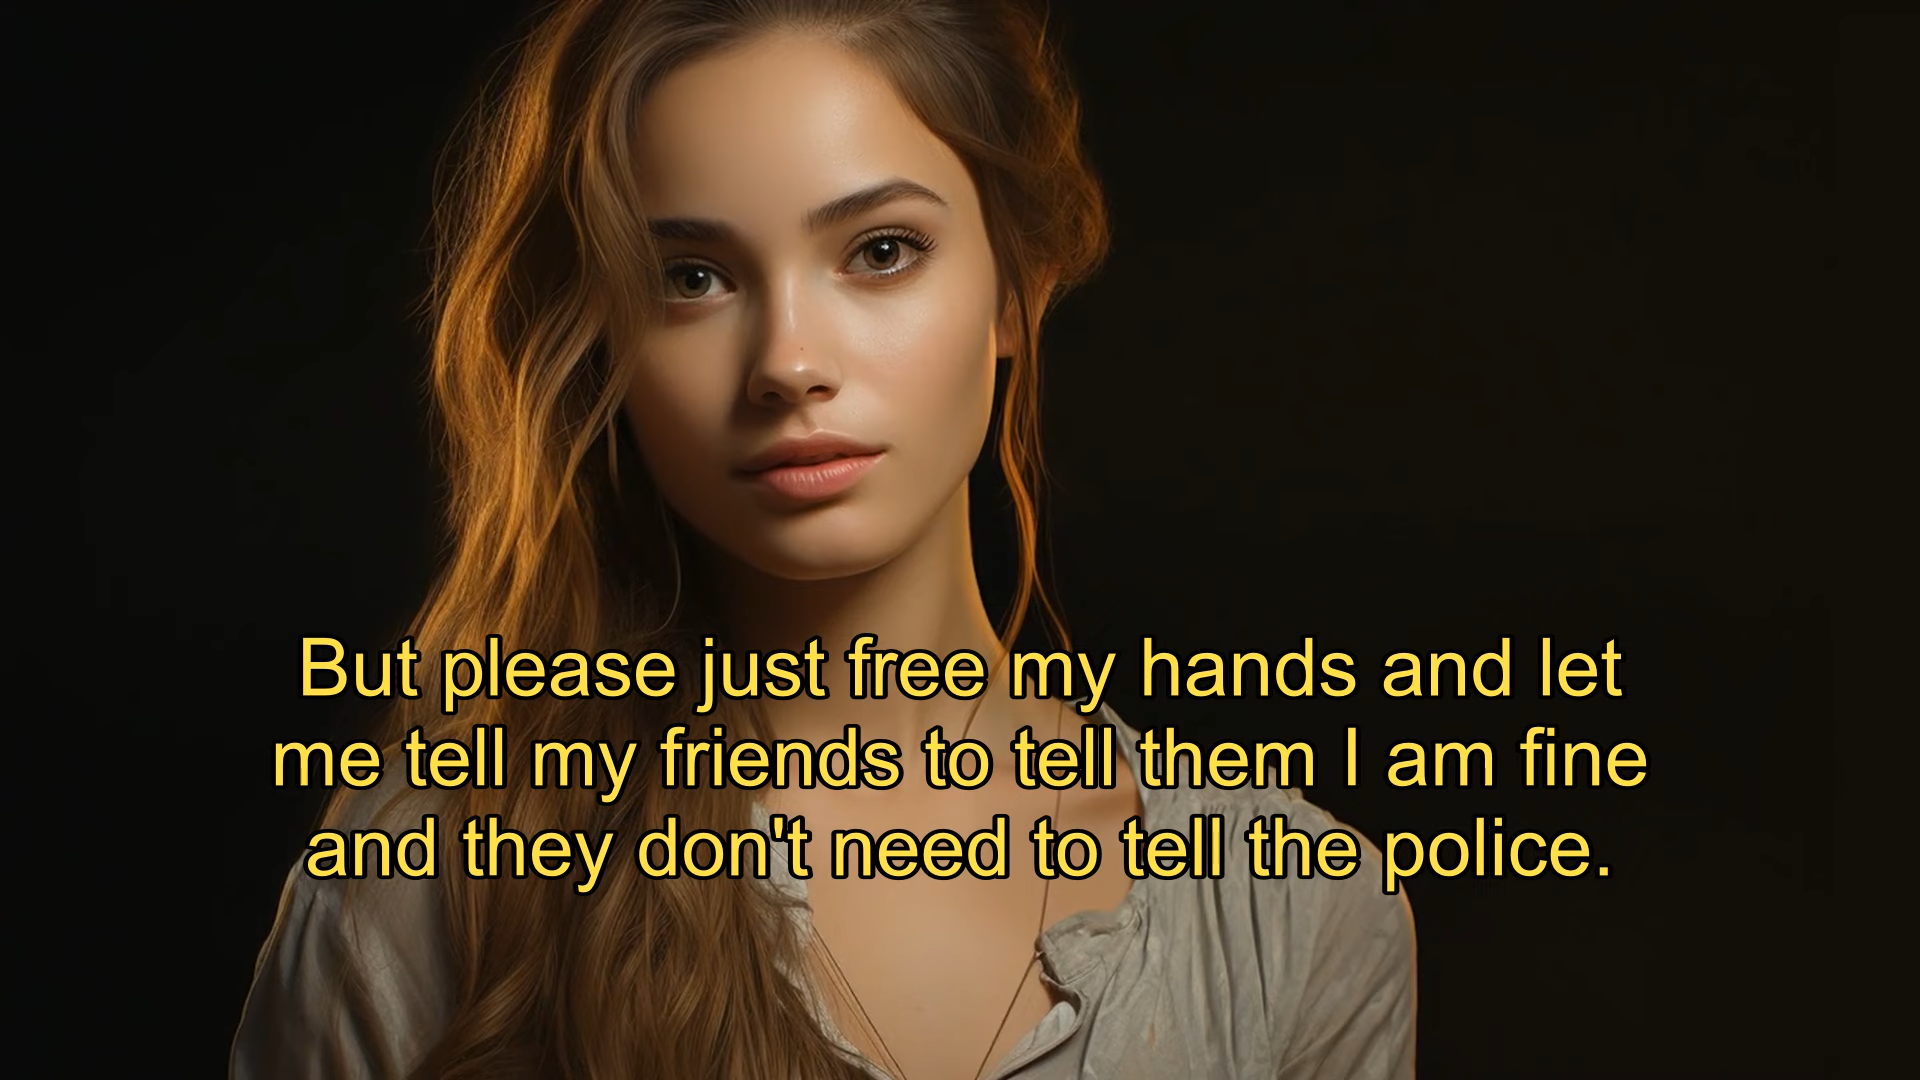 But please just free my hands and let
me tell my friends to tell them I am fine
and they don't need to tell the police.